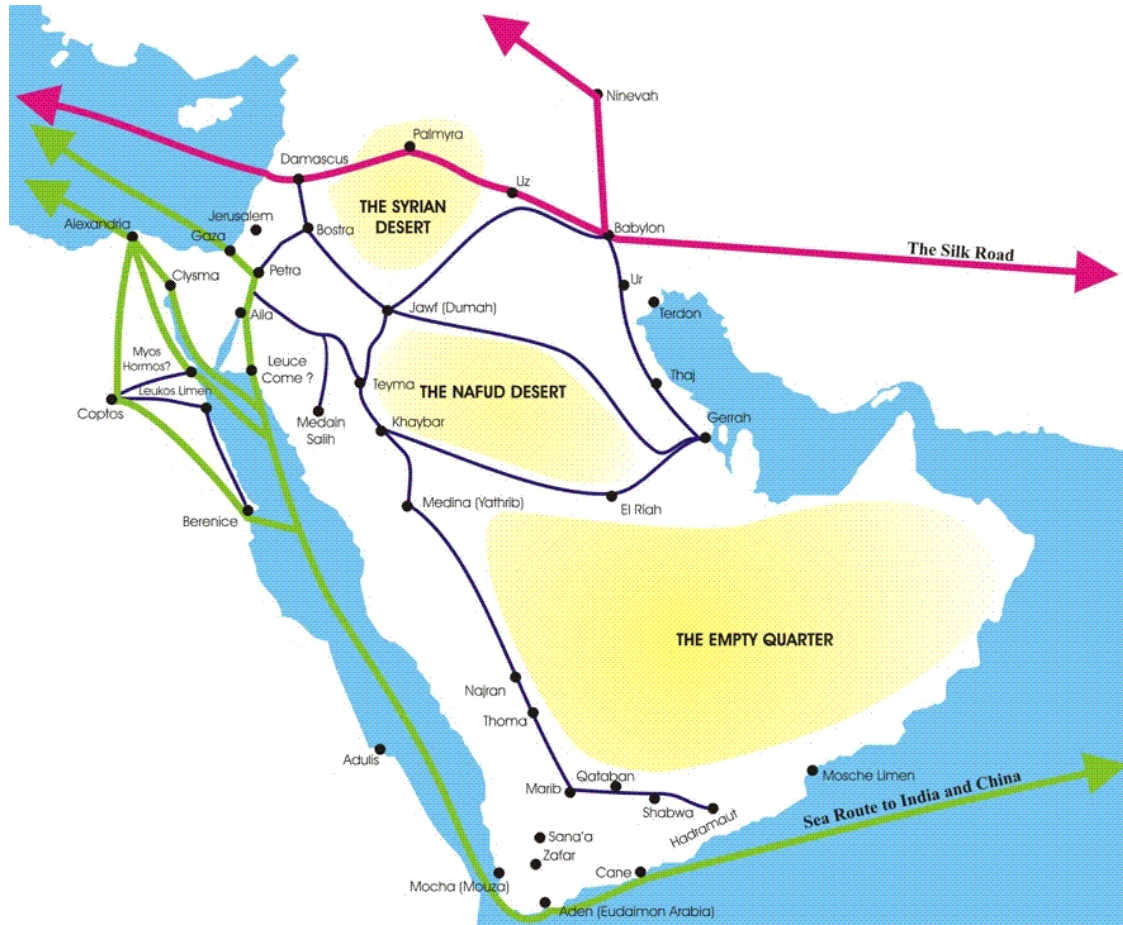 Ninevah
Palmyra
Damascus
Uz
THE SYRIAN
DESERT
Jerusalem
Alexandria
Gaza
Bostra
Babylon
The Silk Road
Petra
Clysma
Ur
Terdon
Aila
Jawf (Dumah)
Myos
Hormos?
Leuce
Come ?
Teyma
THE NAFUD DESERT
Thaj
Leukos Limen
Coptos
Medain
Salih
Khaybar
Gerrah
Medina (Yathrib)
El Riah
Berenice
THE EMPTY QUARTER
Najran
Thoma
Adulis
Qataban
Marib
Shabwa
Hadramaut
Mosche Limen
Sea Route to India and China
Sana'a
Zafar
Cane
Mocha (Mouza)
Aden (Eudaimon Arabia)